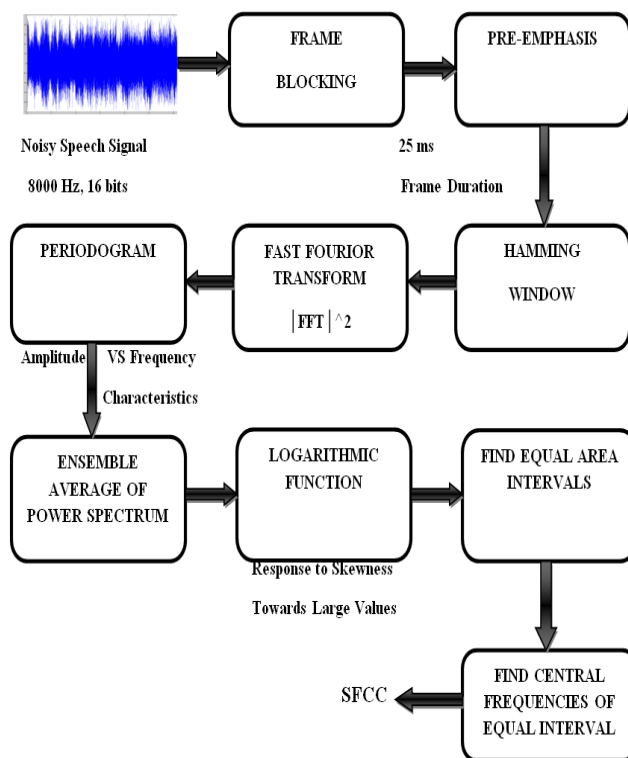 FRAME
BLOCKING
PRE-EMPHASIS
Noisy Speech Signal
8000 Hz, 16 bits
25 ms
Frame Duration
PERIODOGRAM
FAST FOURIOR
TRANSFORM
|FFT| ^2
HAMMING
WINDOW
Amplitude VS Frequency
Characteristics
ENSEMBLE
AVERAGE OF
POWER SPECTRUM
LOGARITHMIC
FUNCTION
FIND EQUAL AREA
INTERVALS
Response to Skewness
Towards Large Values
SFCC
FIND CENTRAL
FREQUENCIES OF
EQUAL INTERVAL